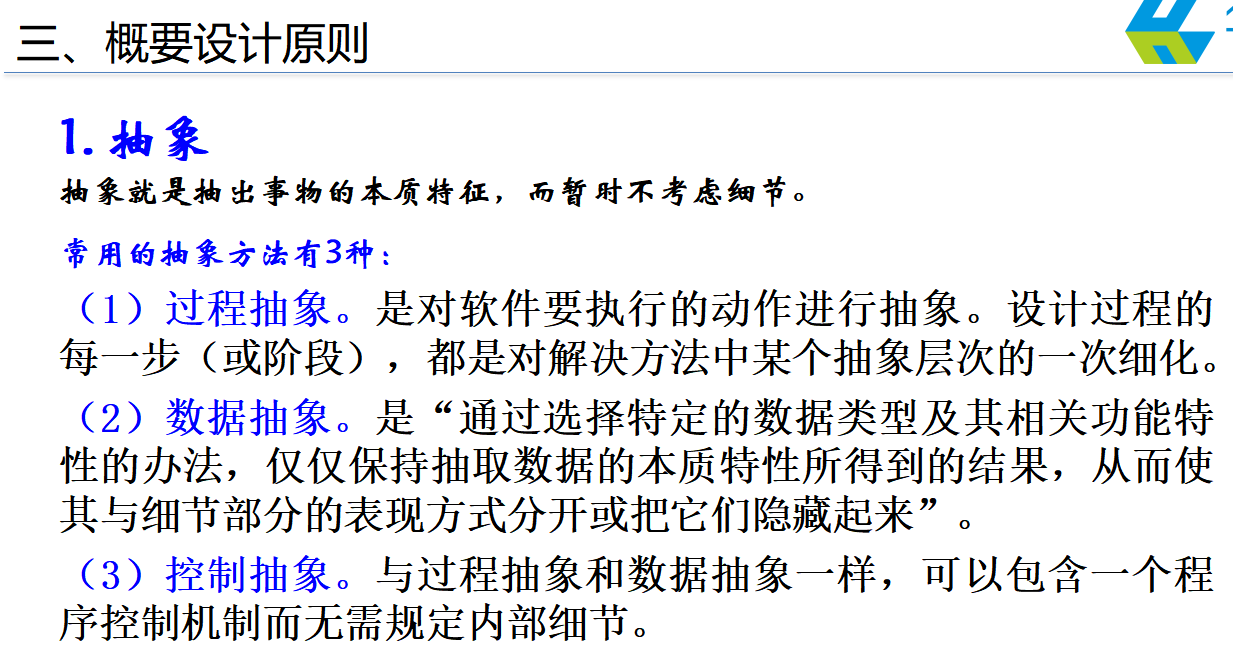 三、概要设计原则
1.抽象
抽象就是抽出事物的本质特征，而暂时不考虑细节。
常用的抽象方法有3种：
（1）过程抽象。是对软件要执行的动作进行抽象。设计过程的
每一步（或阶段），都是对解决方法中某个抽象层次的一次细化。
（2）数据抽象。是“通过选择特定的数据类型及其相关功能特
性的办法，仅仅保持抽取数据的本质特性所得到的结果，从而使
其与细节部分的表现方式分开或把它们隐藏起来”。
（3）控制抽象。与过程抽象和数据抽象一样，可以包含一个程
序控制机制而无需规定内部细节。